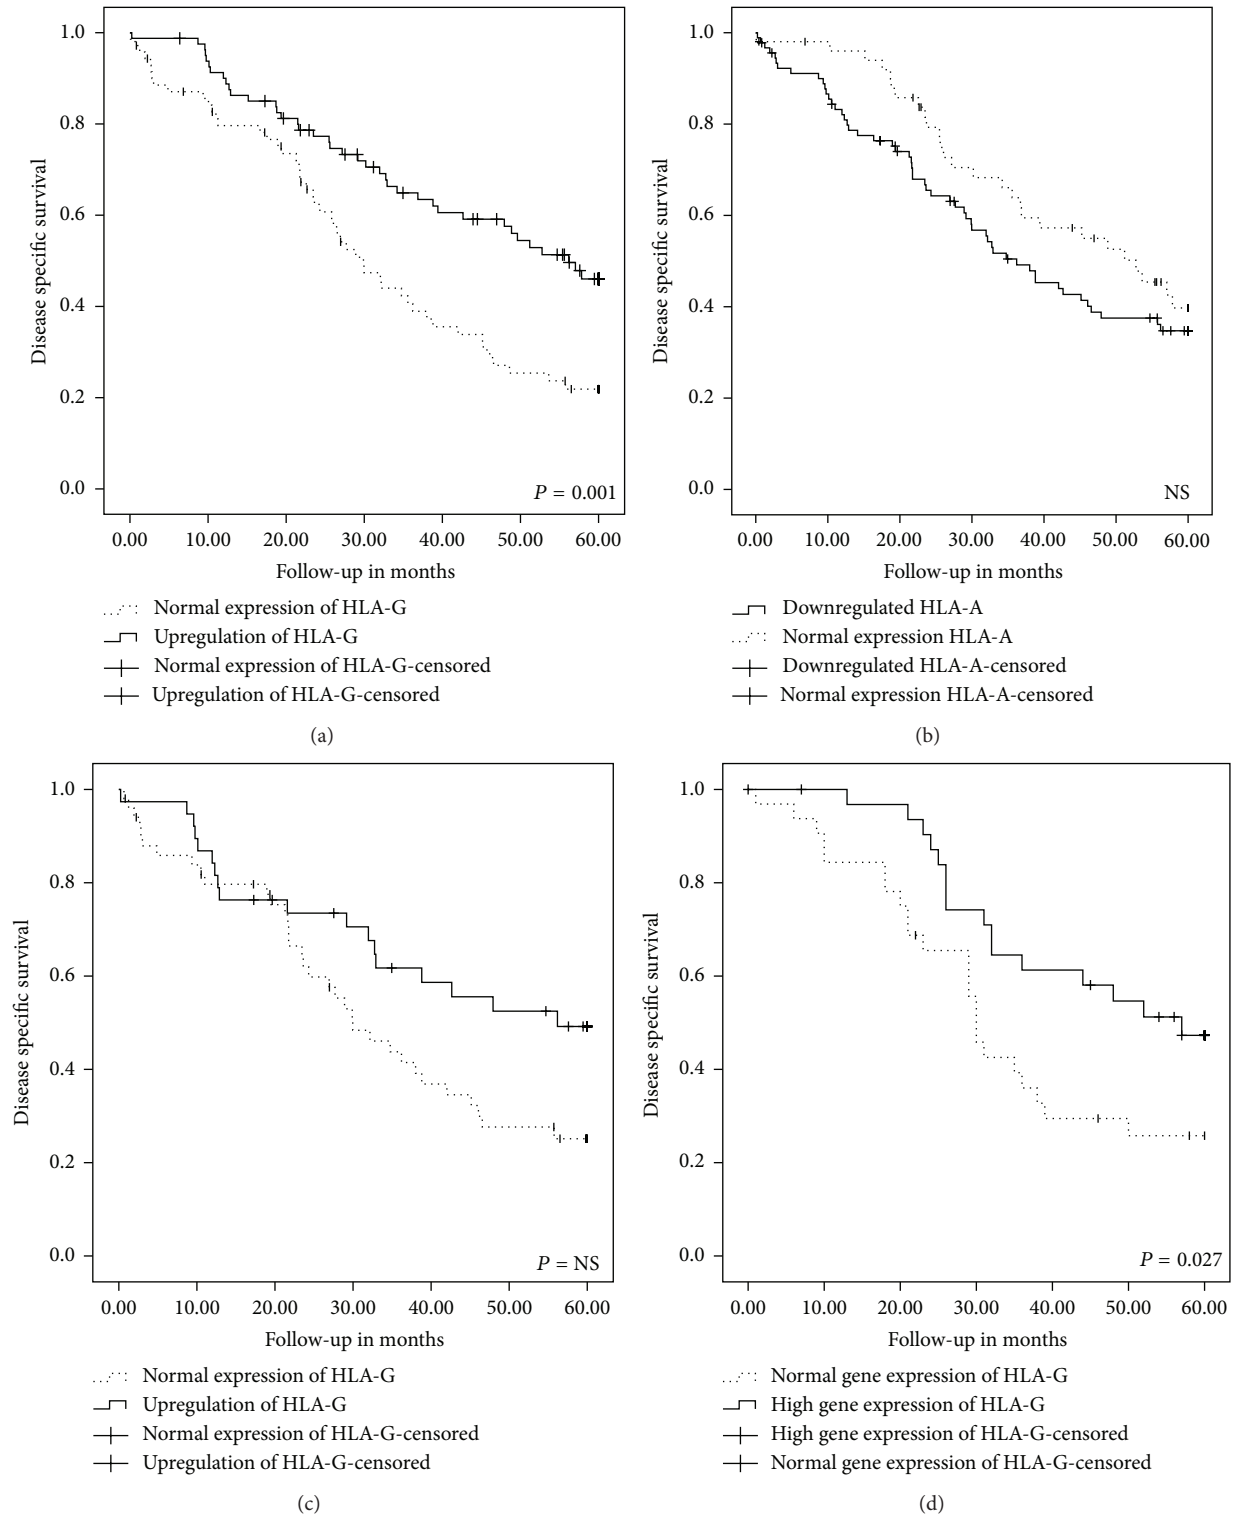 1.0
0.8
0.6
0.4
0.2
0.0
Disease specific survival
P = 0.001
0.00 10.00 20.00 30.00 40.00 50.00 60.00
Follow-up in months
Normal expression of HLA-G
Upregulation of HLA-G
Normal expression of HLA-G-censored
Upregulation of HLA-G-censored
(a)
1.0
0.8
0.6
0.4
0.2
0.0
Disease specific survival
NS
0.00 10.00 20.00 30.00 40.00 50.00 60.00
Follow-up in months
Downregulated HLA-A
Normal expression HLA-A
Downregulated HLA-A-censored
Normal expression HLA-A-censored
(b)
1.0
0.8
0.6
0.4
0.2
0.0
Disease specific survival
P = NS
0.00 10.00 20.00 30.00 40.00 50.00 60.00
Follow-up in months
Normal expression of HLA-G
Upregulation of HLA-G
Normal expression of HLA-G-censored
Upregulation of HLA-G-censored
(c)
1.0
0.8
0.6
0.4
0.2
0.0
Disease specific survival
P = 0.027
0.00 10.00 20.00 30.00 40.00 50.00 60.00
Follow-up in months
Normal gene expression of HLA-G
High gene expression of HLA-G
High gene expression of HLA-G-censored
Normal gene expression of HLA-G-censored
(d)